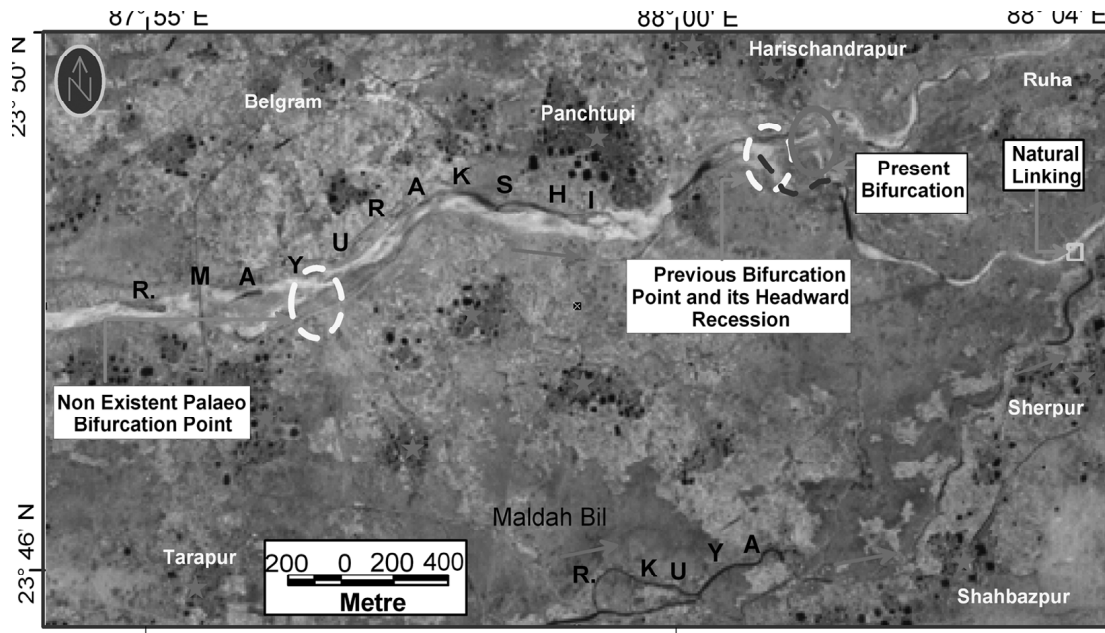 87° 55' E
88° 00' E
88° 04' E
23° 50' N
N
Harischandrapur
Ruha
Belgram
Panchtupi
Natural
Linking
Present
Bifurcation
R. MAYURAKSHI
Previous Bifurcation
Point and its Headward
Recession
Non Existent Palaeo
Bifurcation Point
Sherpur
Maldah Bil
23° 46' N
Tarapur
200 0 200 400
Metre
R. KUYA
Shahbazpur